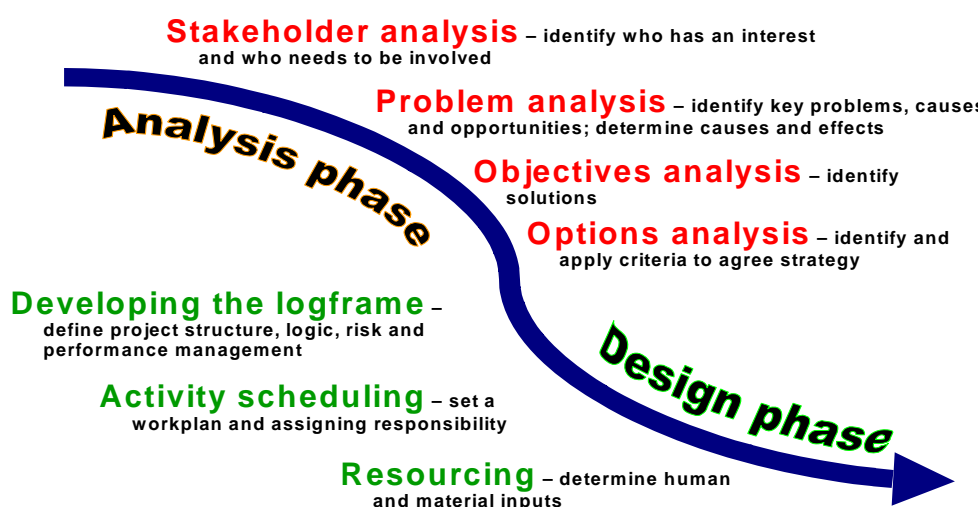 Stakeholder analysis – identify who has an interest
and who needs to be involved
Problem analysis – identify key problems, causes
and opportunities; determine causes and effects
Analysis phase
Objectives analysis – identify
solutions
Options analysis – identify and
apply criteria to agree strategy
Developing the logframe –
define project structure, logic, risk and
performance management
Design phase
Activity scheduling – set a
workplan and assigning responsibility
Resourcing – determine human
and material inputs